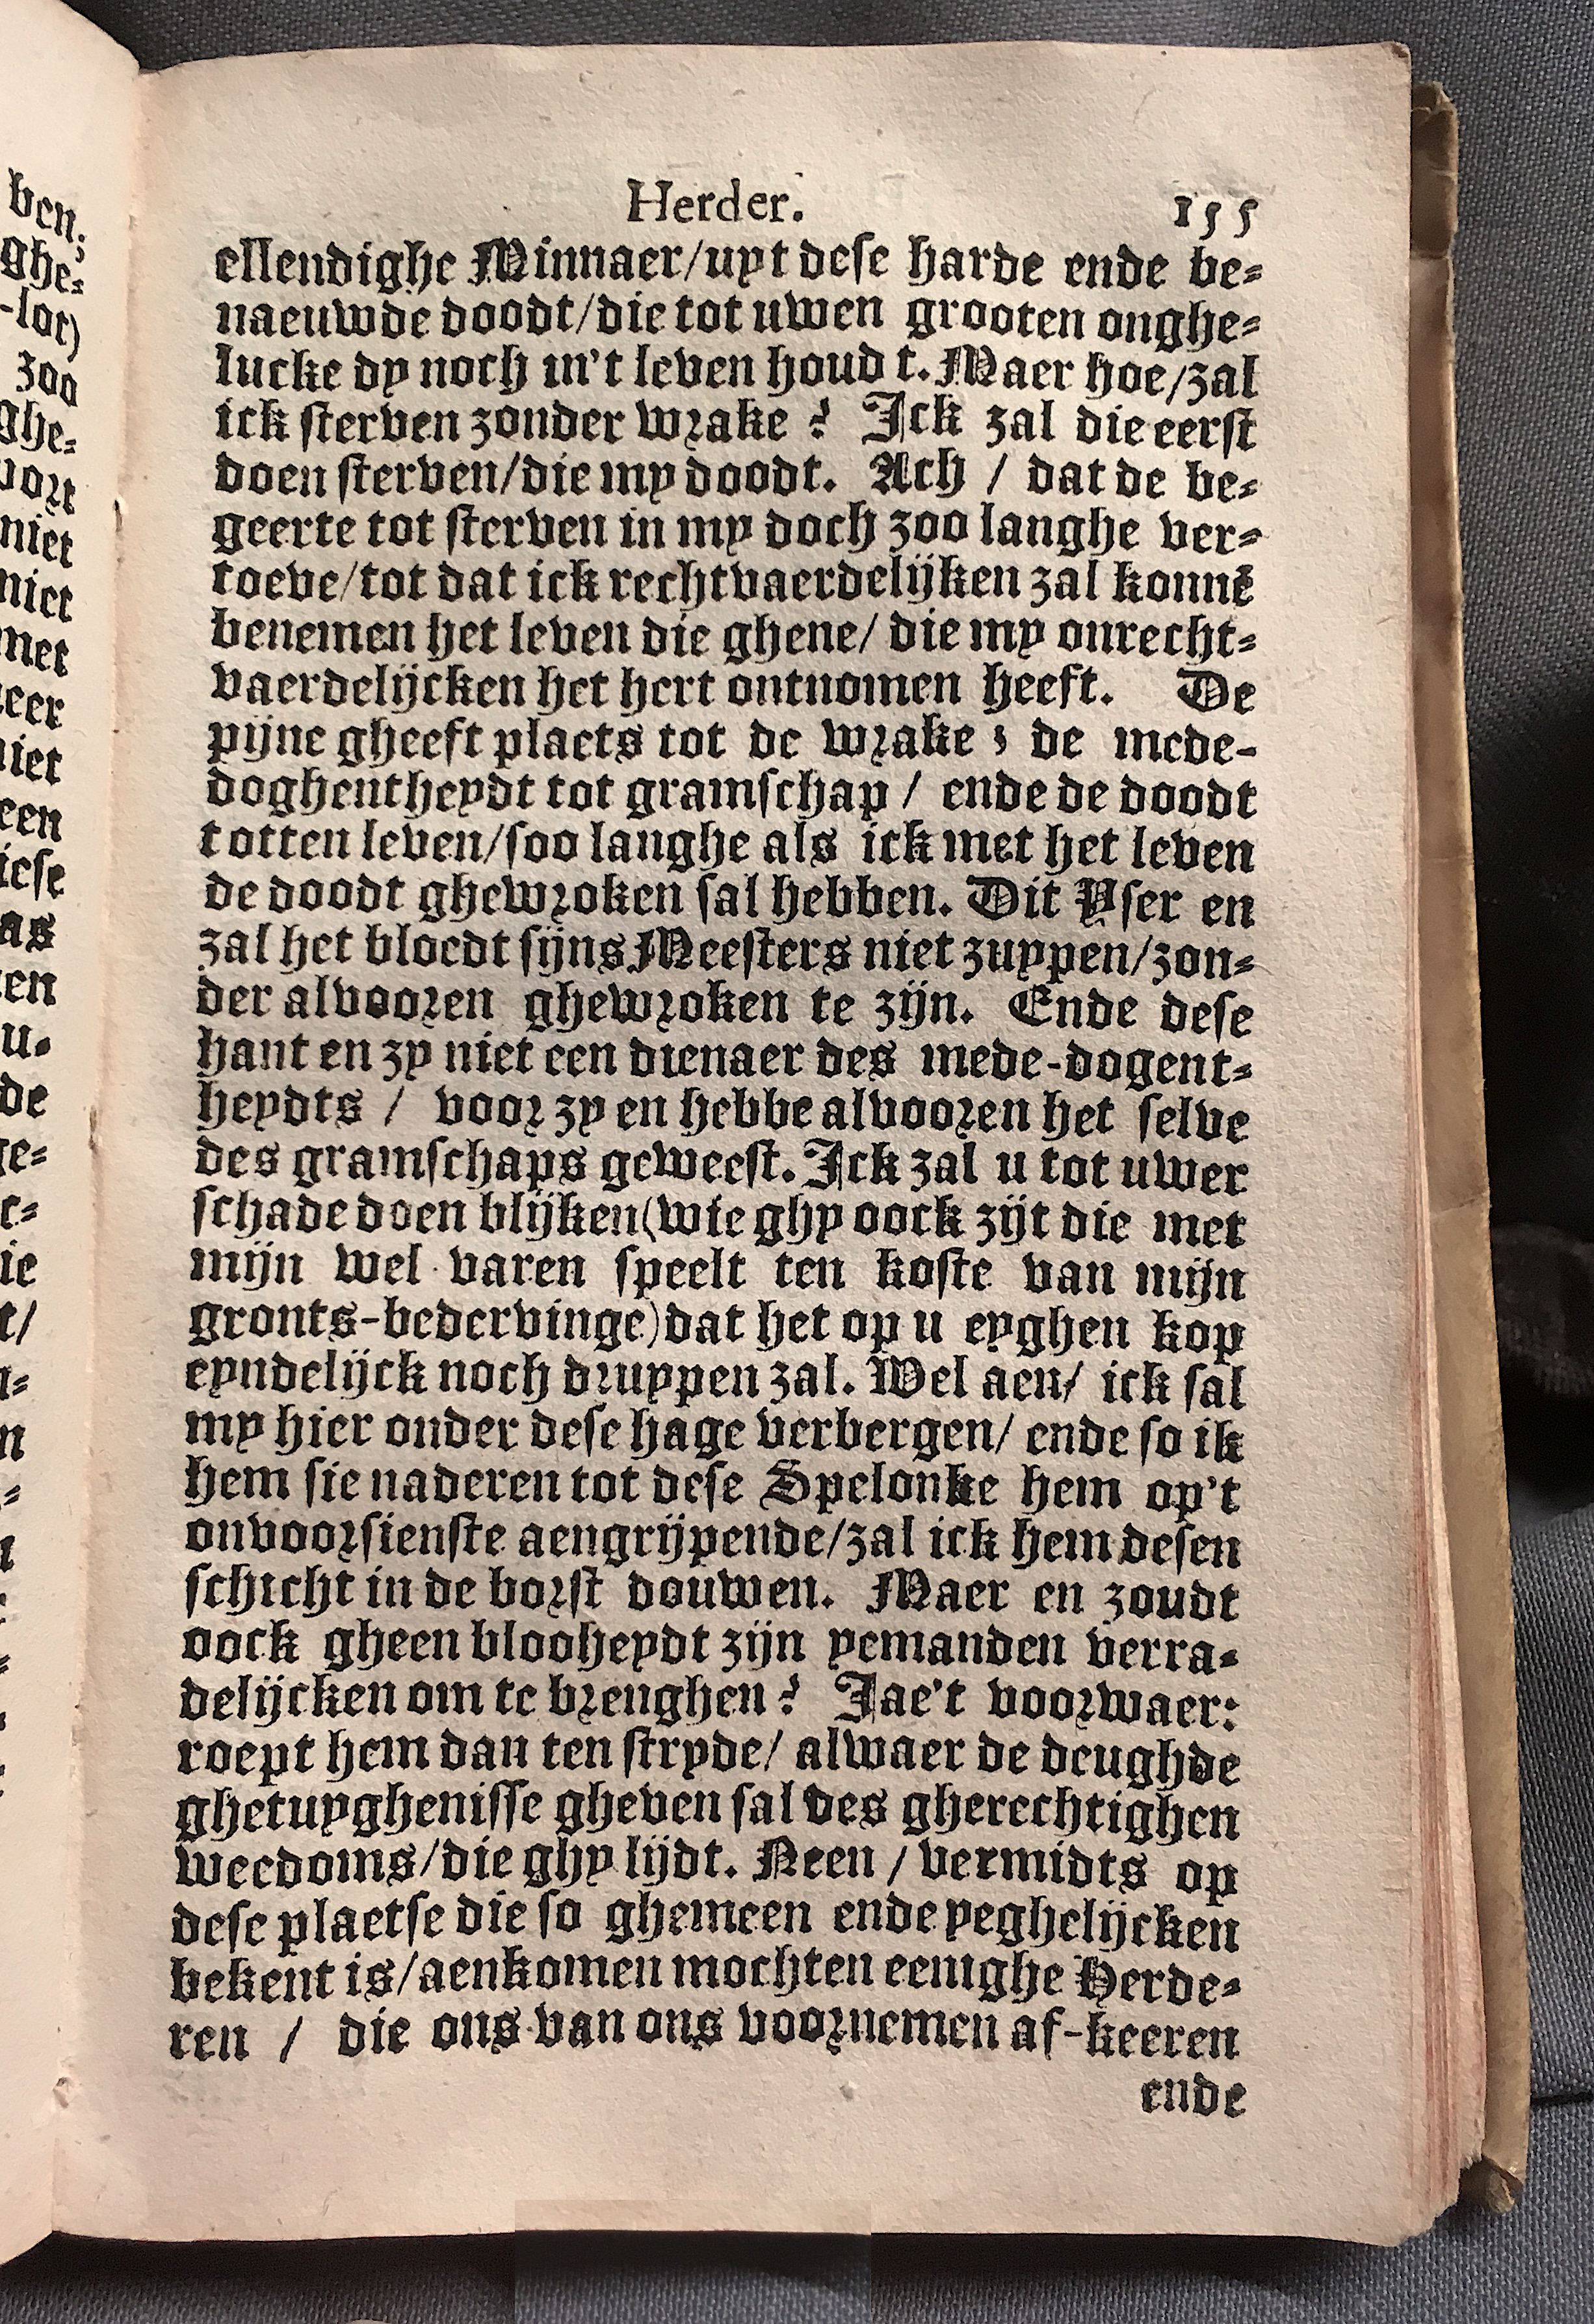 Herder. 155
ellendighe Minnaer/uyt dese harde ende be-
naeuwde doodt/die tot uwen grooten onghe-
lucke dy noch in't leven houd t. Maer hoe/zal
ick sterven zonder wrake? Ick zal die eerst
doen sterven/die my doodt. Ach / dat de be-
geerte tot sterven in my doch zoo langhe ver-
toeve/tot dat ick rechtvaerdelijken zal konnē
benemen het leven die ghene/ die my onrecht-
vaerdelijcken het hert ontnomen heeft. De
pijne gheeft plaets tot de wrake; de mede-
doghentheydt tot gramschap / ende de doodt
totten leven/soo langhe als ick met het leven
de doodt ghewroken sal hebben. Dit Yser en
zal het bloedt sijns Meesters niet zuypen/zon-
der alvooren ghewroken te zijn. Ende dese
hant en zy niet een dienaer des mede-dogent-
heydts / voor zy en hebbe alvooren het selve
des gramschaps geweest. Ick zal u tot uwer
schade doen blijken(wie ghy oock zijt die met
mijn wel varen speelt ten koste van mijn
gronts-bedervinge)dat het op u eyghen kop
eyndelijck noch druppen zal. Wel aen/ ick sal
my hier onder dese hage verbergen/ ende so ik
hem sie naderen tot dese Spelonke hem op't
onvoorsienste aengrijpende/zal ick hem desen
schicht in de borst douwen. Maer en zoudt
oock gheen blooheydt zijn yemanden verra-
delijcken om te brenghen? Jae't voorwaer:
roept hem dan ten stryde/ alwaer de deughde
ghetuyghenisse gheven sal des gherechtighen
weedoms/die ghy lijdt. Neen / vermidts op
dese plaetse die so ghemeen ende yeghelijcken
bekent is/aenkomen mochten eenighe Herde-
ren / die ons van ons voornemen af-keeren
ende